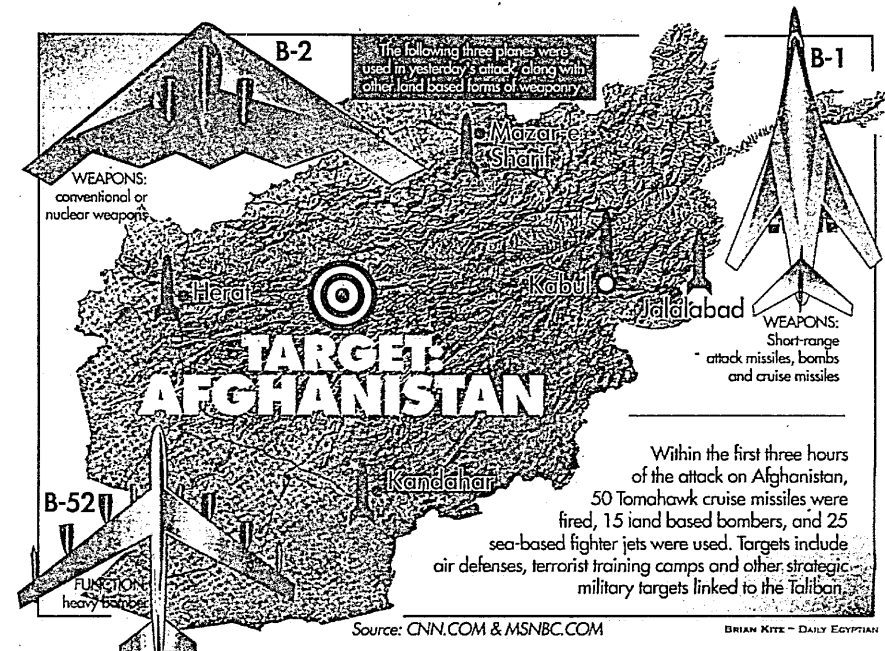 B-2
The following three planes were
used in yesterday's attack, along with
other land based forms of weaponry.
B-1
Mazar-e
Sharif
WEAPONS:
conventional or
nuclear weapons
Herat
Kabul
Jalalabad
WEAPONS:
Short-range
attack missiles, bombs
and cruise missiles
TARGET:
AFGHANISTAN
Kandahar
B-52
FUNCTION:
heavy bomber
Within the first three hours
of the attack on Afghanistan,
50 Tomahawk cruise missiles were
fired, 15 land based bombers, and 25
sea-based fighter jets were used. Targets include
air defenses, terrorist training camps and other strategic
military targets linked to the Taliban.
Source: CNN.COM & MSNBC.COM
BRIAN KITE ~ DAILY EGYPTIAN